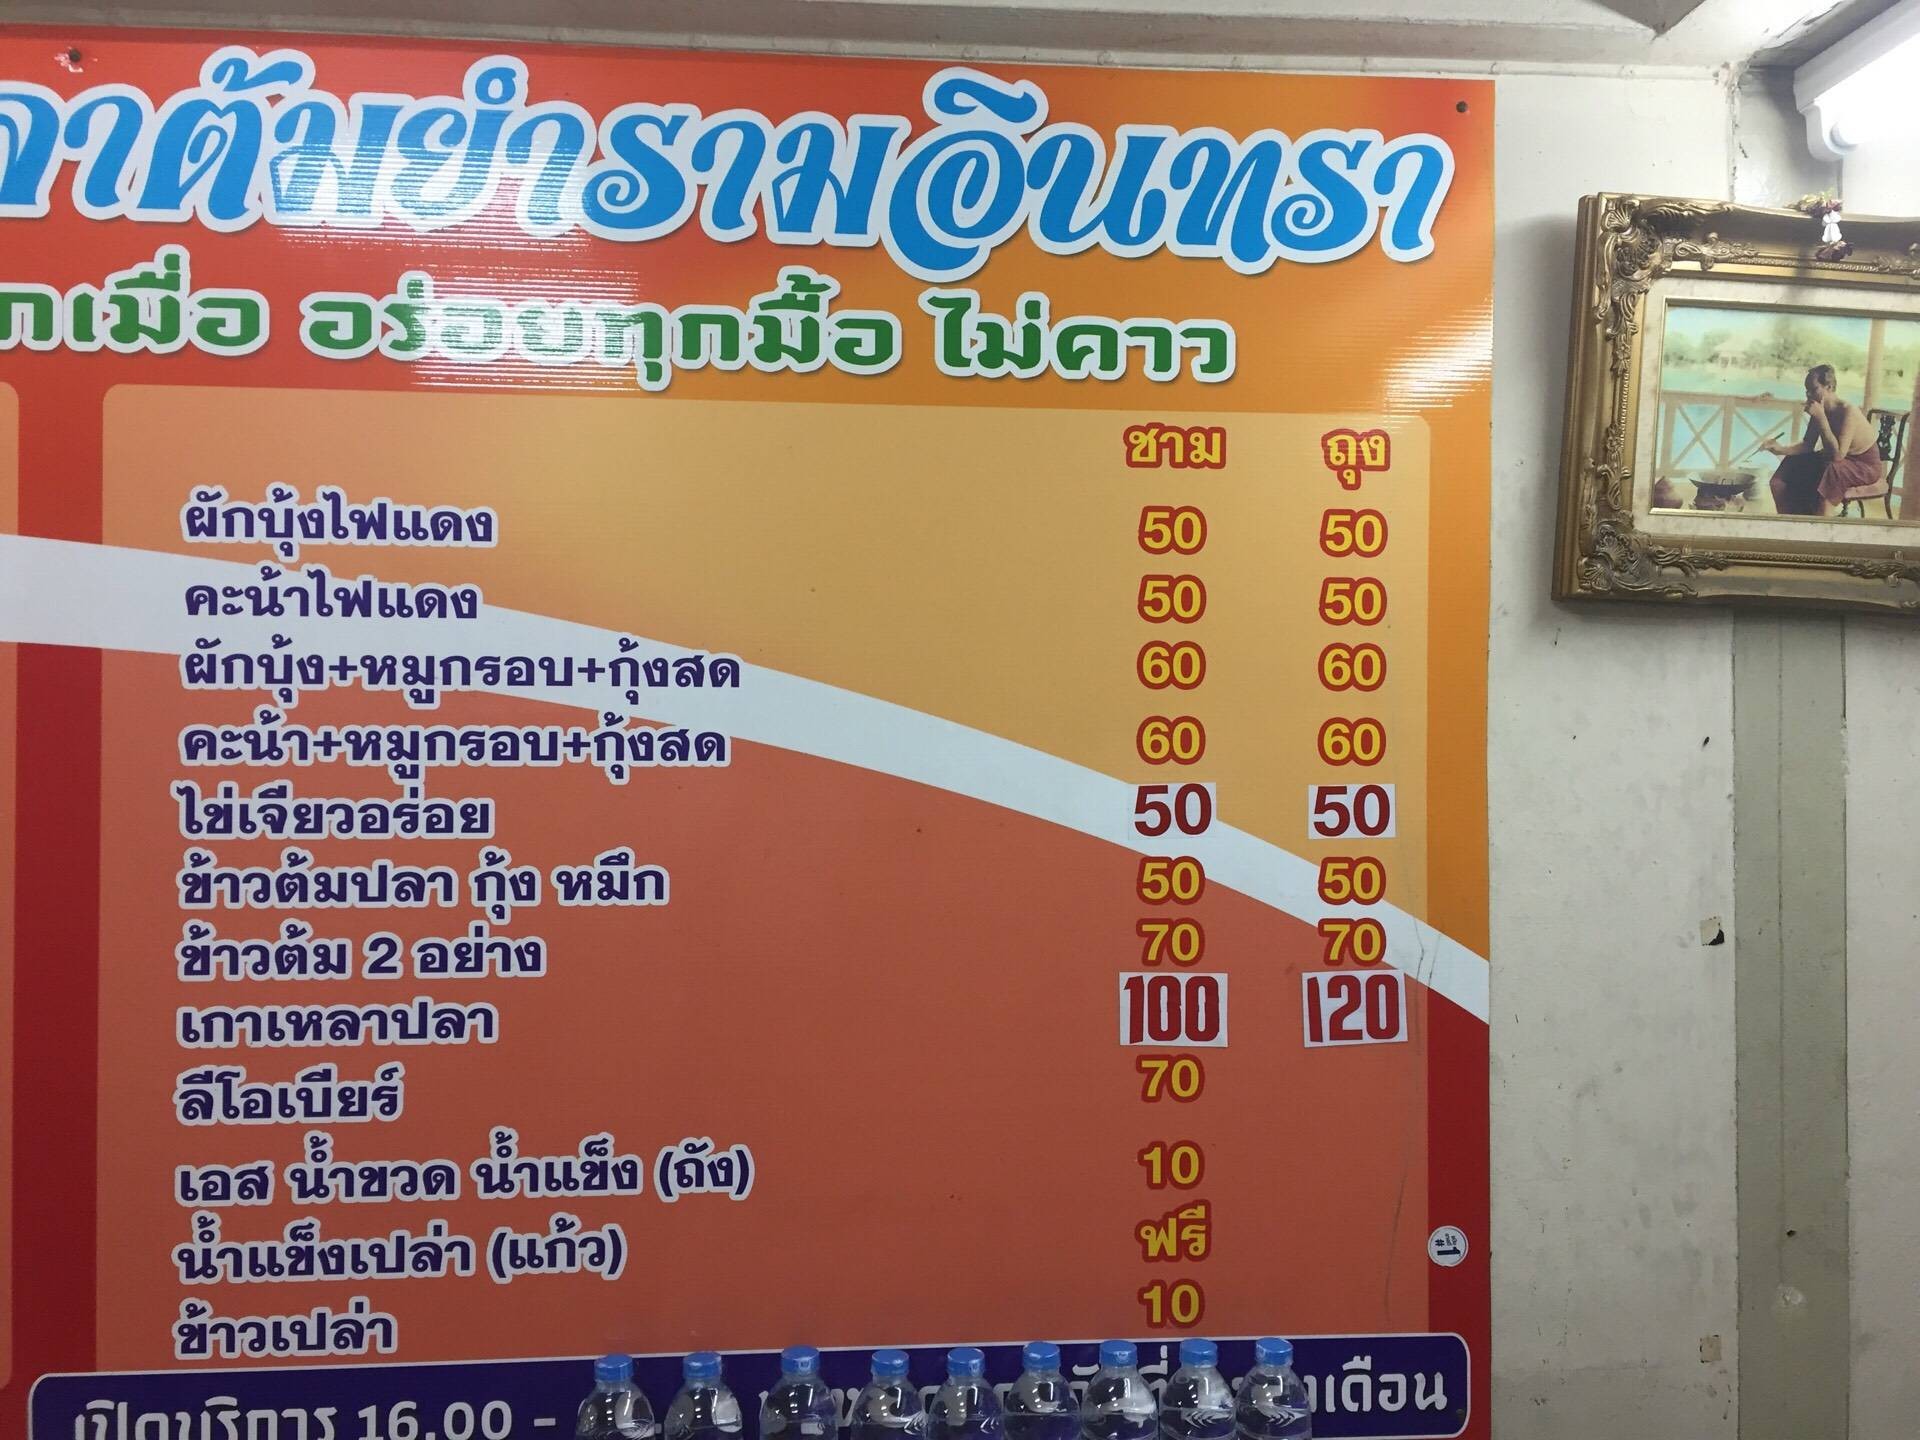 จาต้มยำรามอินทรา
กเมื่อ อร่อยทุกมื้อ ไม่คาว
ชาม ถุง
ผักบุ้งไฟแดง 50 50
คะน้าไฟแดง 50 50
ผักบุ้ง+หมูกรอบ+กุ้งสด 60 60
คะน้า+หมูกรอบ+กุ้งสด 60 60
ไข่เจียวอร่อย 50 50
ข้าวต้มปลา กุ้ง หมึก 50 50
ข้าวต้ม 2 อย่าง 70 70
เกาเหลาปลา 100 120
ลีโอเบียร์ 70
เอส น้ำขวด น้ำแข็ง (ถัง) 10
น้ำแข็งเปล่า (แก้ว) ฟรี
ข้าวเปล่า 10
เปิดบริการ 16.00 - เดือน
#1